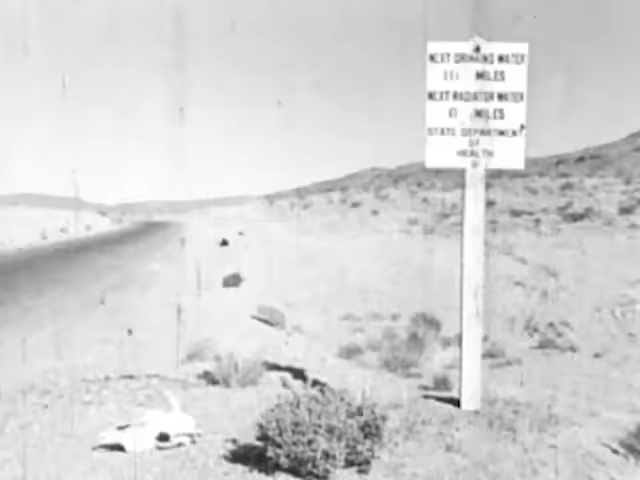 NEXT DRINKING WATER
MILES
NEXT RADIATOR WATER
MILES
STATE DEPARTMENT
OF
HEALTH